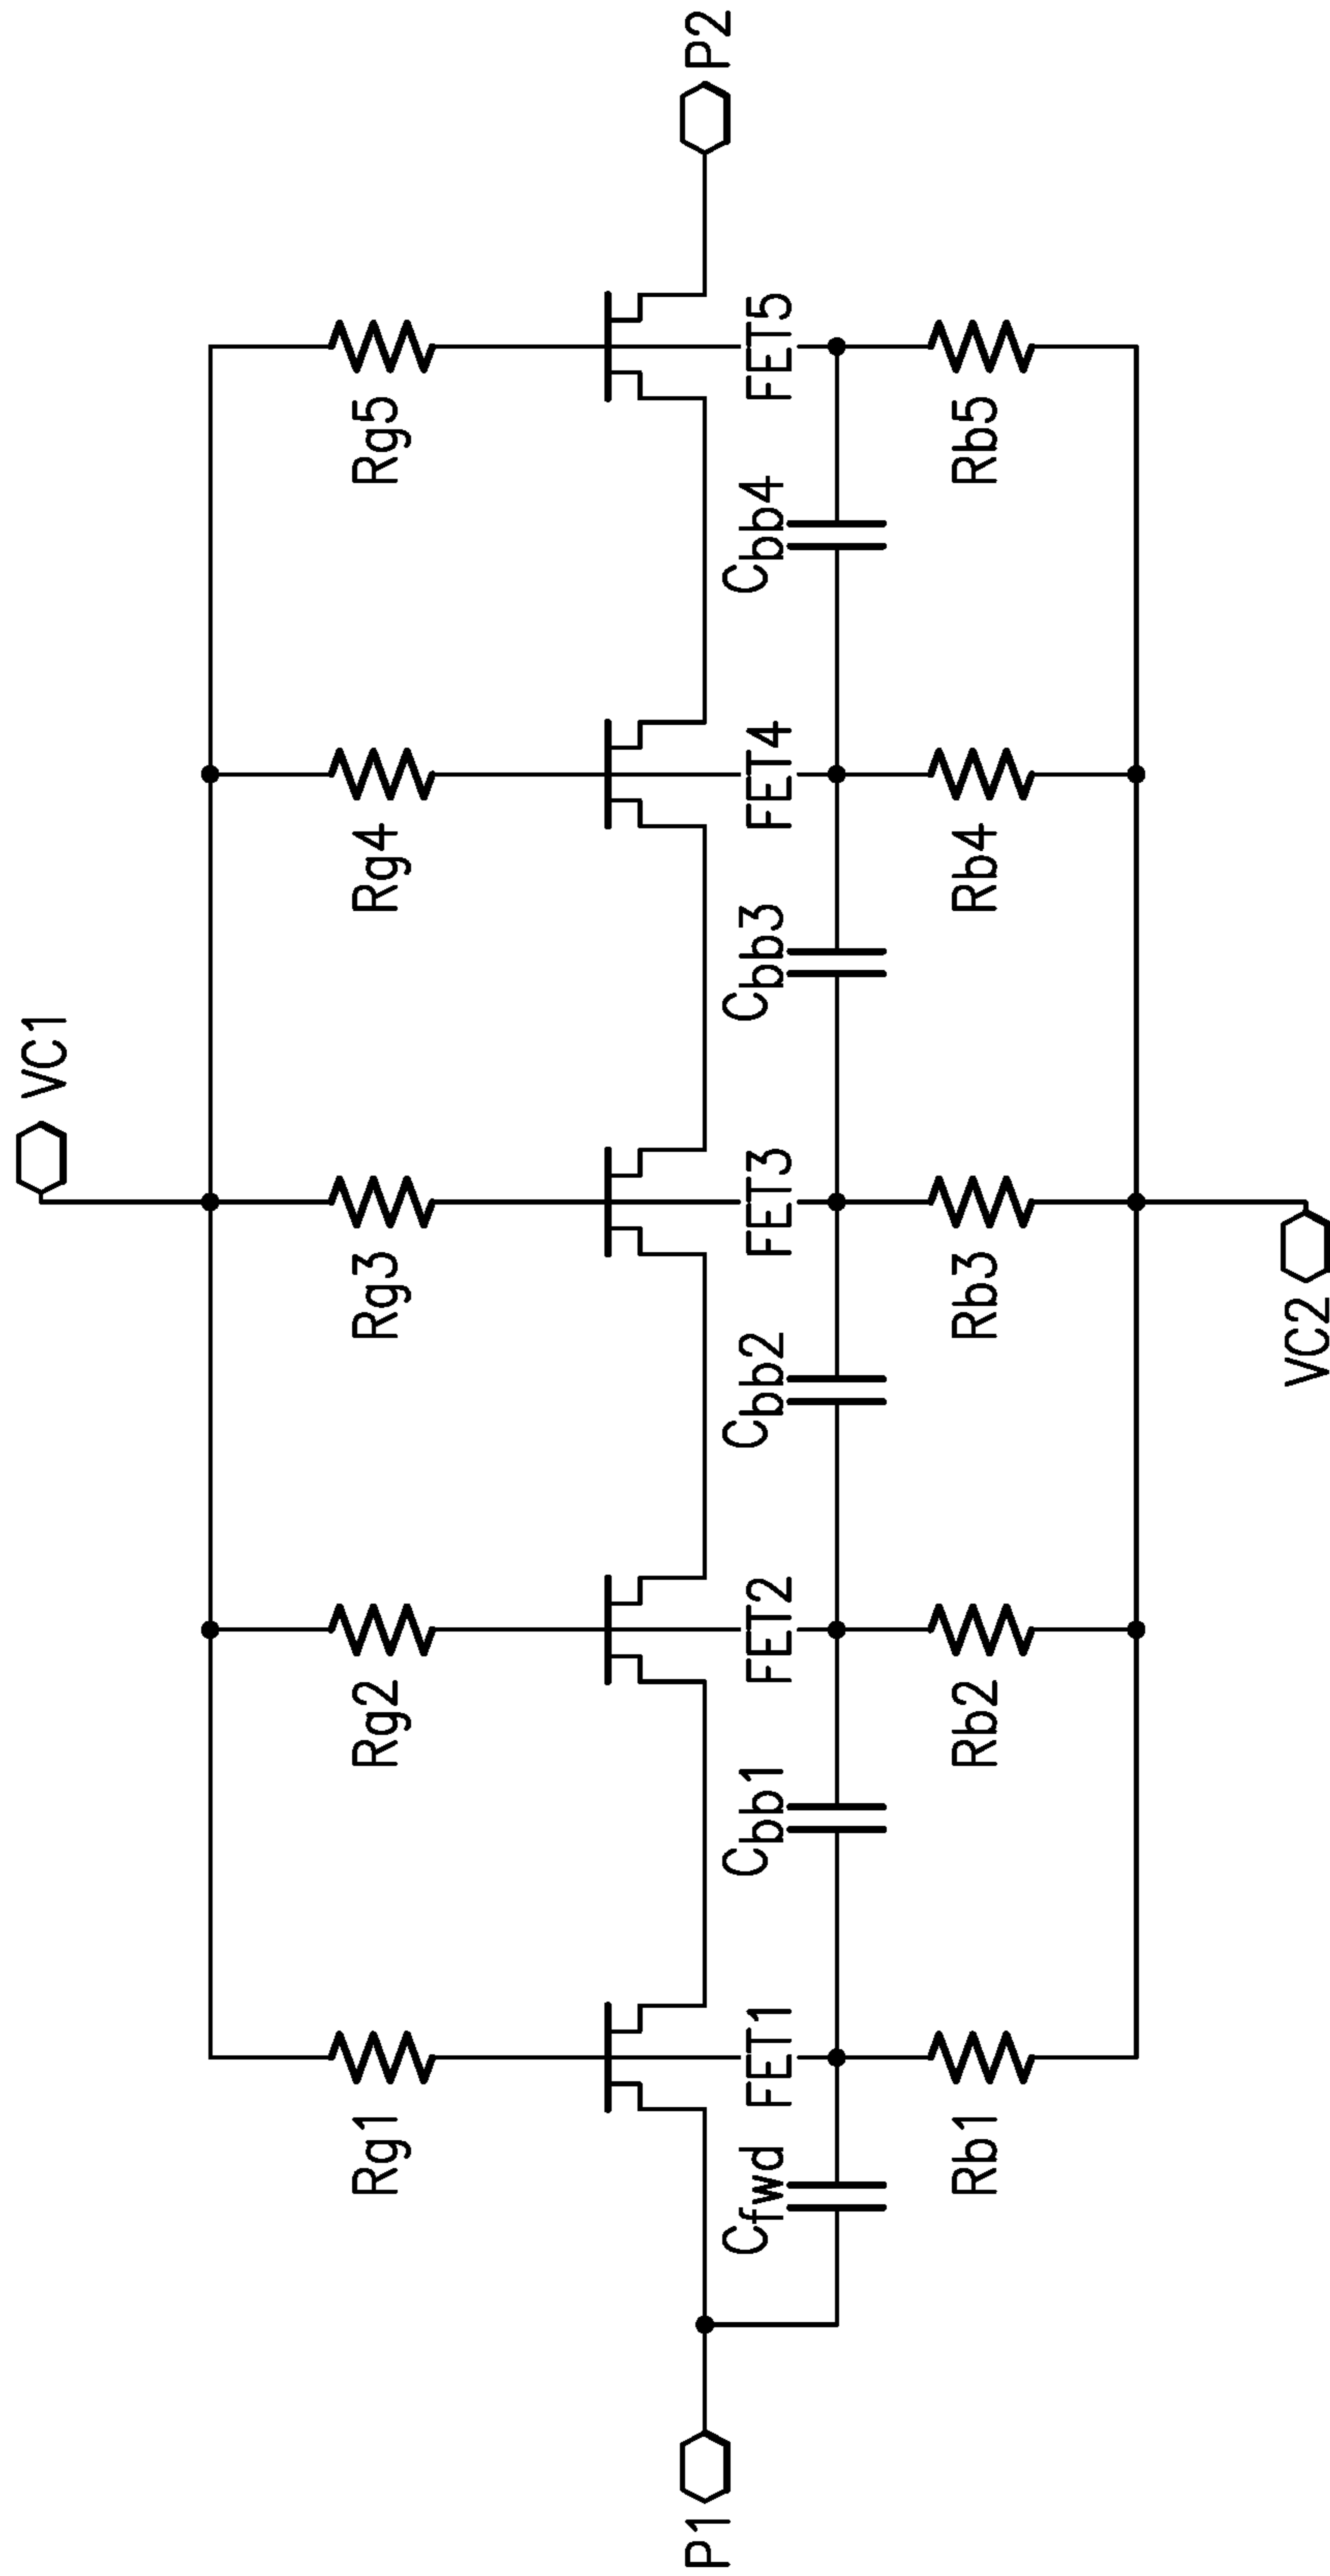 VC1
Rg1
Rg2
Rg3
Rg4
Rg5
P1
P2
Cfwd
Cbb1
Cbb2
Cbb3
Cbb4
FET1
FET2
FET3
FET4
FET5
Rb1
Rb2
Rb3
Rb4
Rb5
VC2